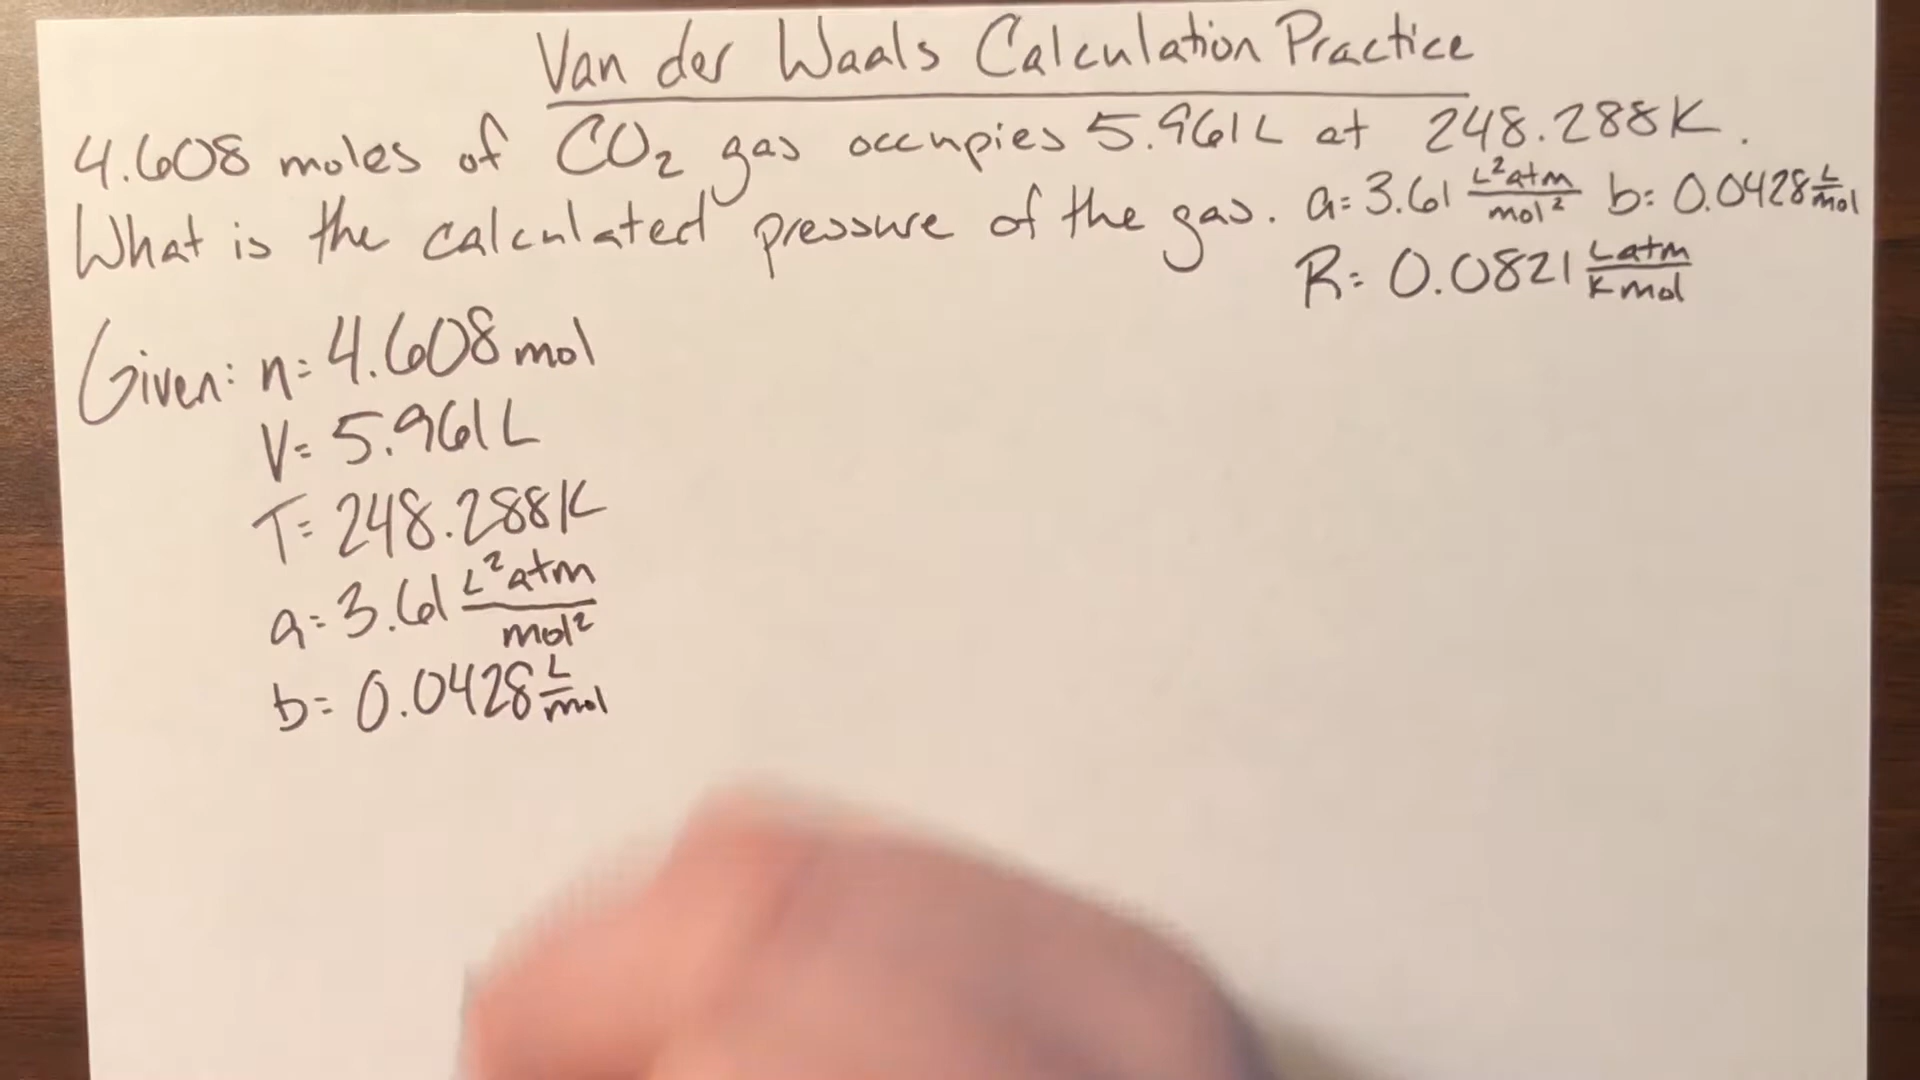 Van der Waals Calculation Practice
4.608 moles of CO₂ gas occupies 5.961L at 248.288K.
What is the calculated pressure of the gas. a= 3.61 L²atm/mol² b= 0.0428 L/mol
R= 0.0821 Latm/Kmol
Given: n= 4.608 mol
V= 5.961L
T= 248.288K
a= 3.61 L²atm/mol²
b= 0.0428 L/mol